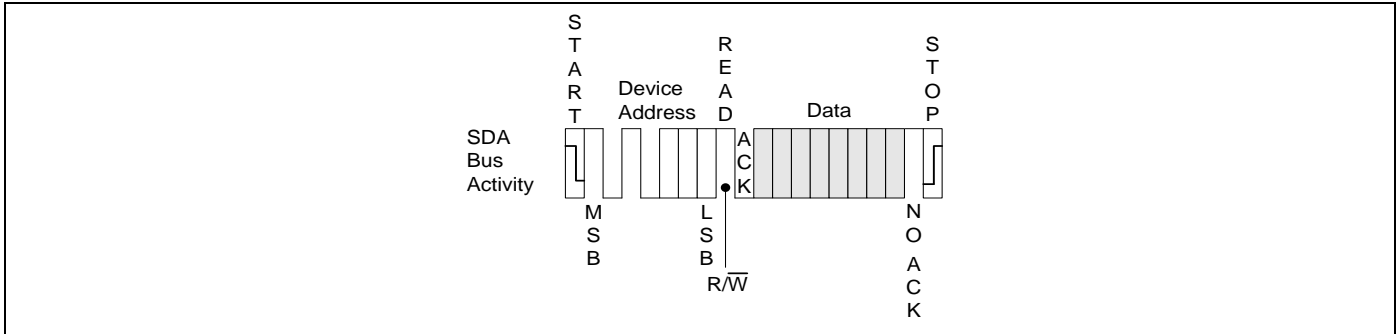 START
READ
STOP
Device
Address
Data
SDA
Bus
Activity
ACK
MSB
LSB
NO ACK
R/W̅